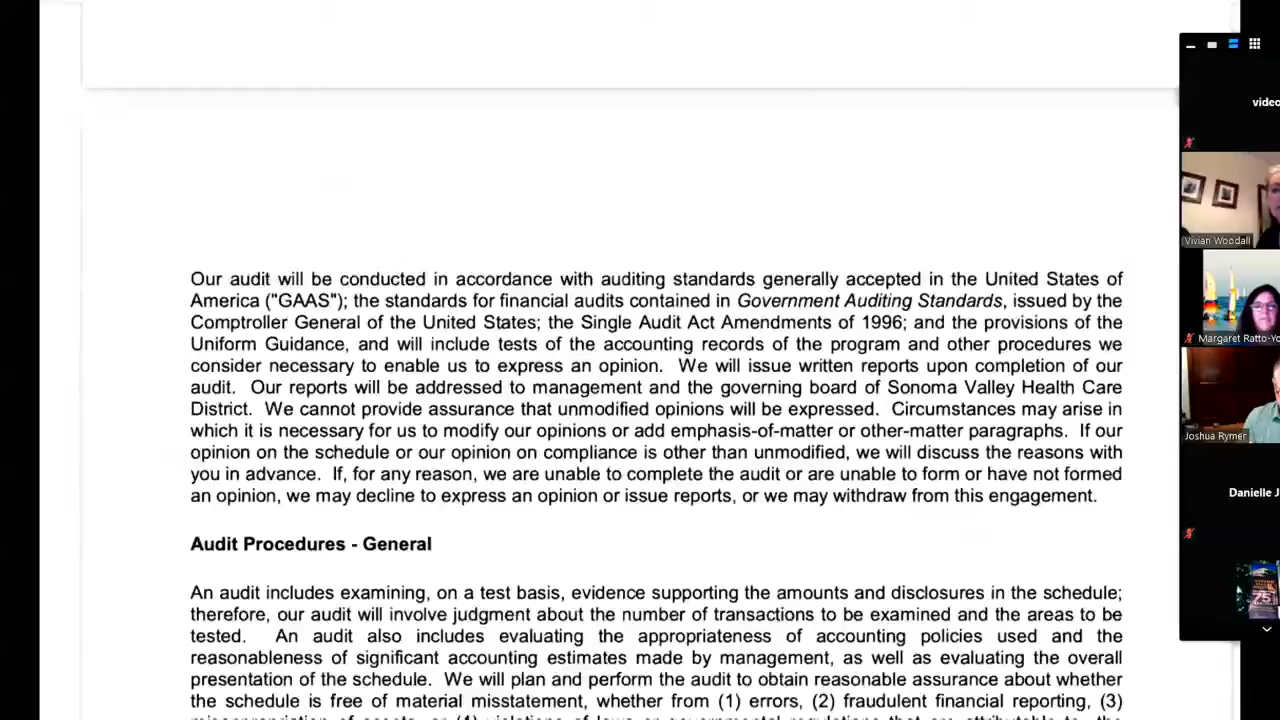 video
Our audit will be conducted in accordance with auditing standards generally accepted in the United States of
America ("GAAS"); the standards for financial audits contained in Government Auditing Standards, issued by the
Comptroller General of the United States; the Single Audit Act Amendments of 1996; and the provisions of the
Uniform Guidance, and will include tests of the accounting records of the program and other procedures we
consider necessary to enable us to express an opinion. We will issue written reports upon completion of our
audit. Our reports will be addressed to management and the governing board of Sonoma Valley Health Care
District. We cannot provide assurance that unmodified opinions will be expressed. Circumstances may arise in
which it is necessary for us to modify our opinions or add emphasis-of-matter or other-matter paragraphs. If our
opinion on the schedule or our opinion on compliance is other than unmodified, we will discuss the reasons with
you in advance. If, for any reason, we are unable to complete the audit or are unable to form or have not formed
an opinion, we may decline to express an opinion or issue reports, or we may withdraw from this engagement.
Audit Procedures - General
An audit includes examining, on a test basis, evidence supporting the amounts and disclosures in the schedule;
therefore, our audit will involve judgment about the number of transactions to be examined and the areas to be
tested. An audit also includes evaluating the appropriateness of accounting policies used and the
reasonableness of significant accounting estimates made by management, as well as evaluating the overall
presentation of the schedule. We will plan and perform the audit to obtain reasonable assurance about whether
the schedule is free of material misstatement, whether from (1) errors, (2) fraudulent financial reporting, (3)
Vivian Woodall
Margaret Ratto-Yo
Joshua Rymer
Danielle J
75